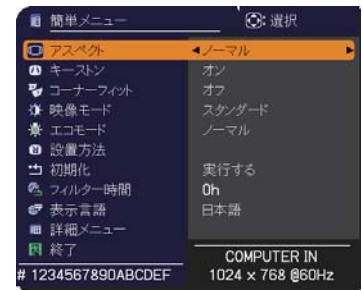 簡単メニュー :選択
アスペクト ノーマル
キーストン オン
コーナーフィット オフ
映像モード スタンダード
エコモード ノーマル
設置方法
初期化 実行する
フィルター時間 0h
表示言語 日本語
詳細メニュー
終了 COMPUTER IN
# 1234567890ABCDEF 1024 x 768 @60Hz